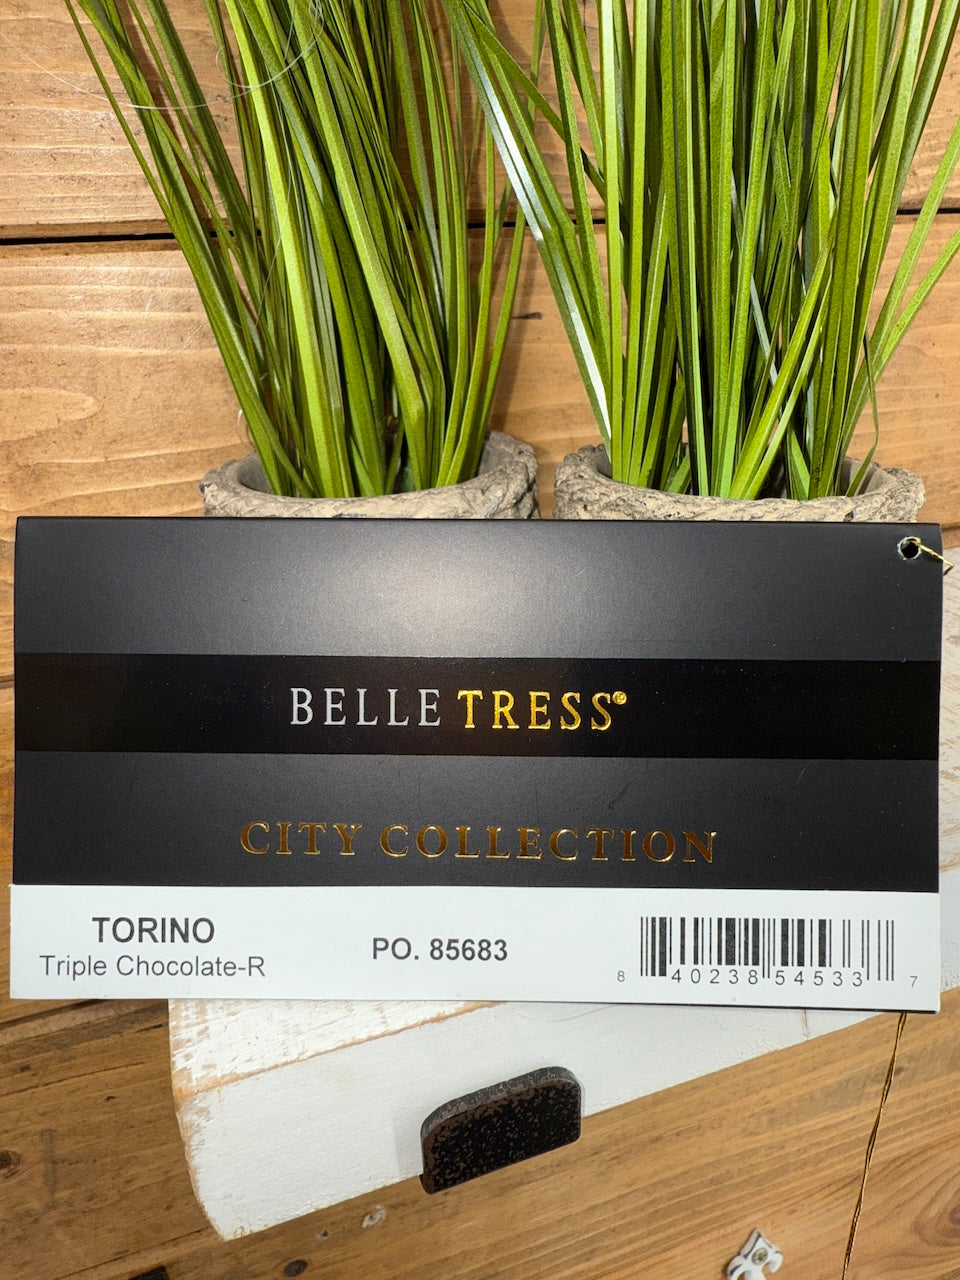 BELLE TRESS®
CITY COLLECTION
TORINO
Triple Chocolate-R
PO. 85683
8 40238 54533 7